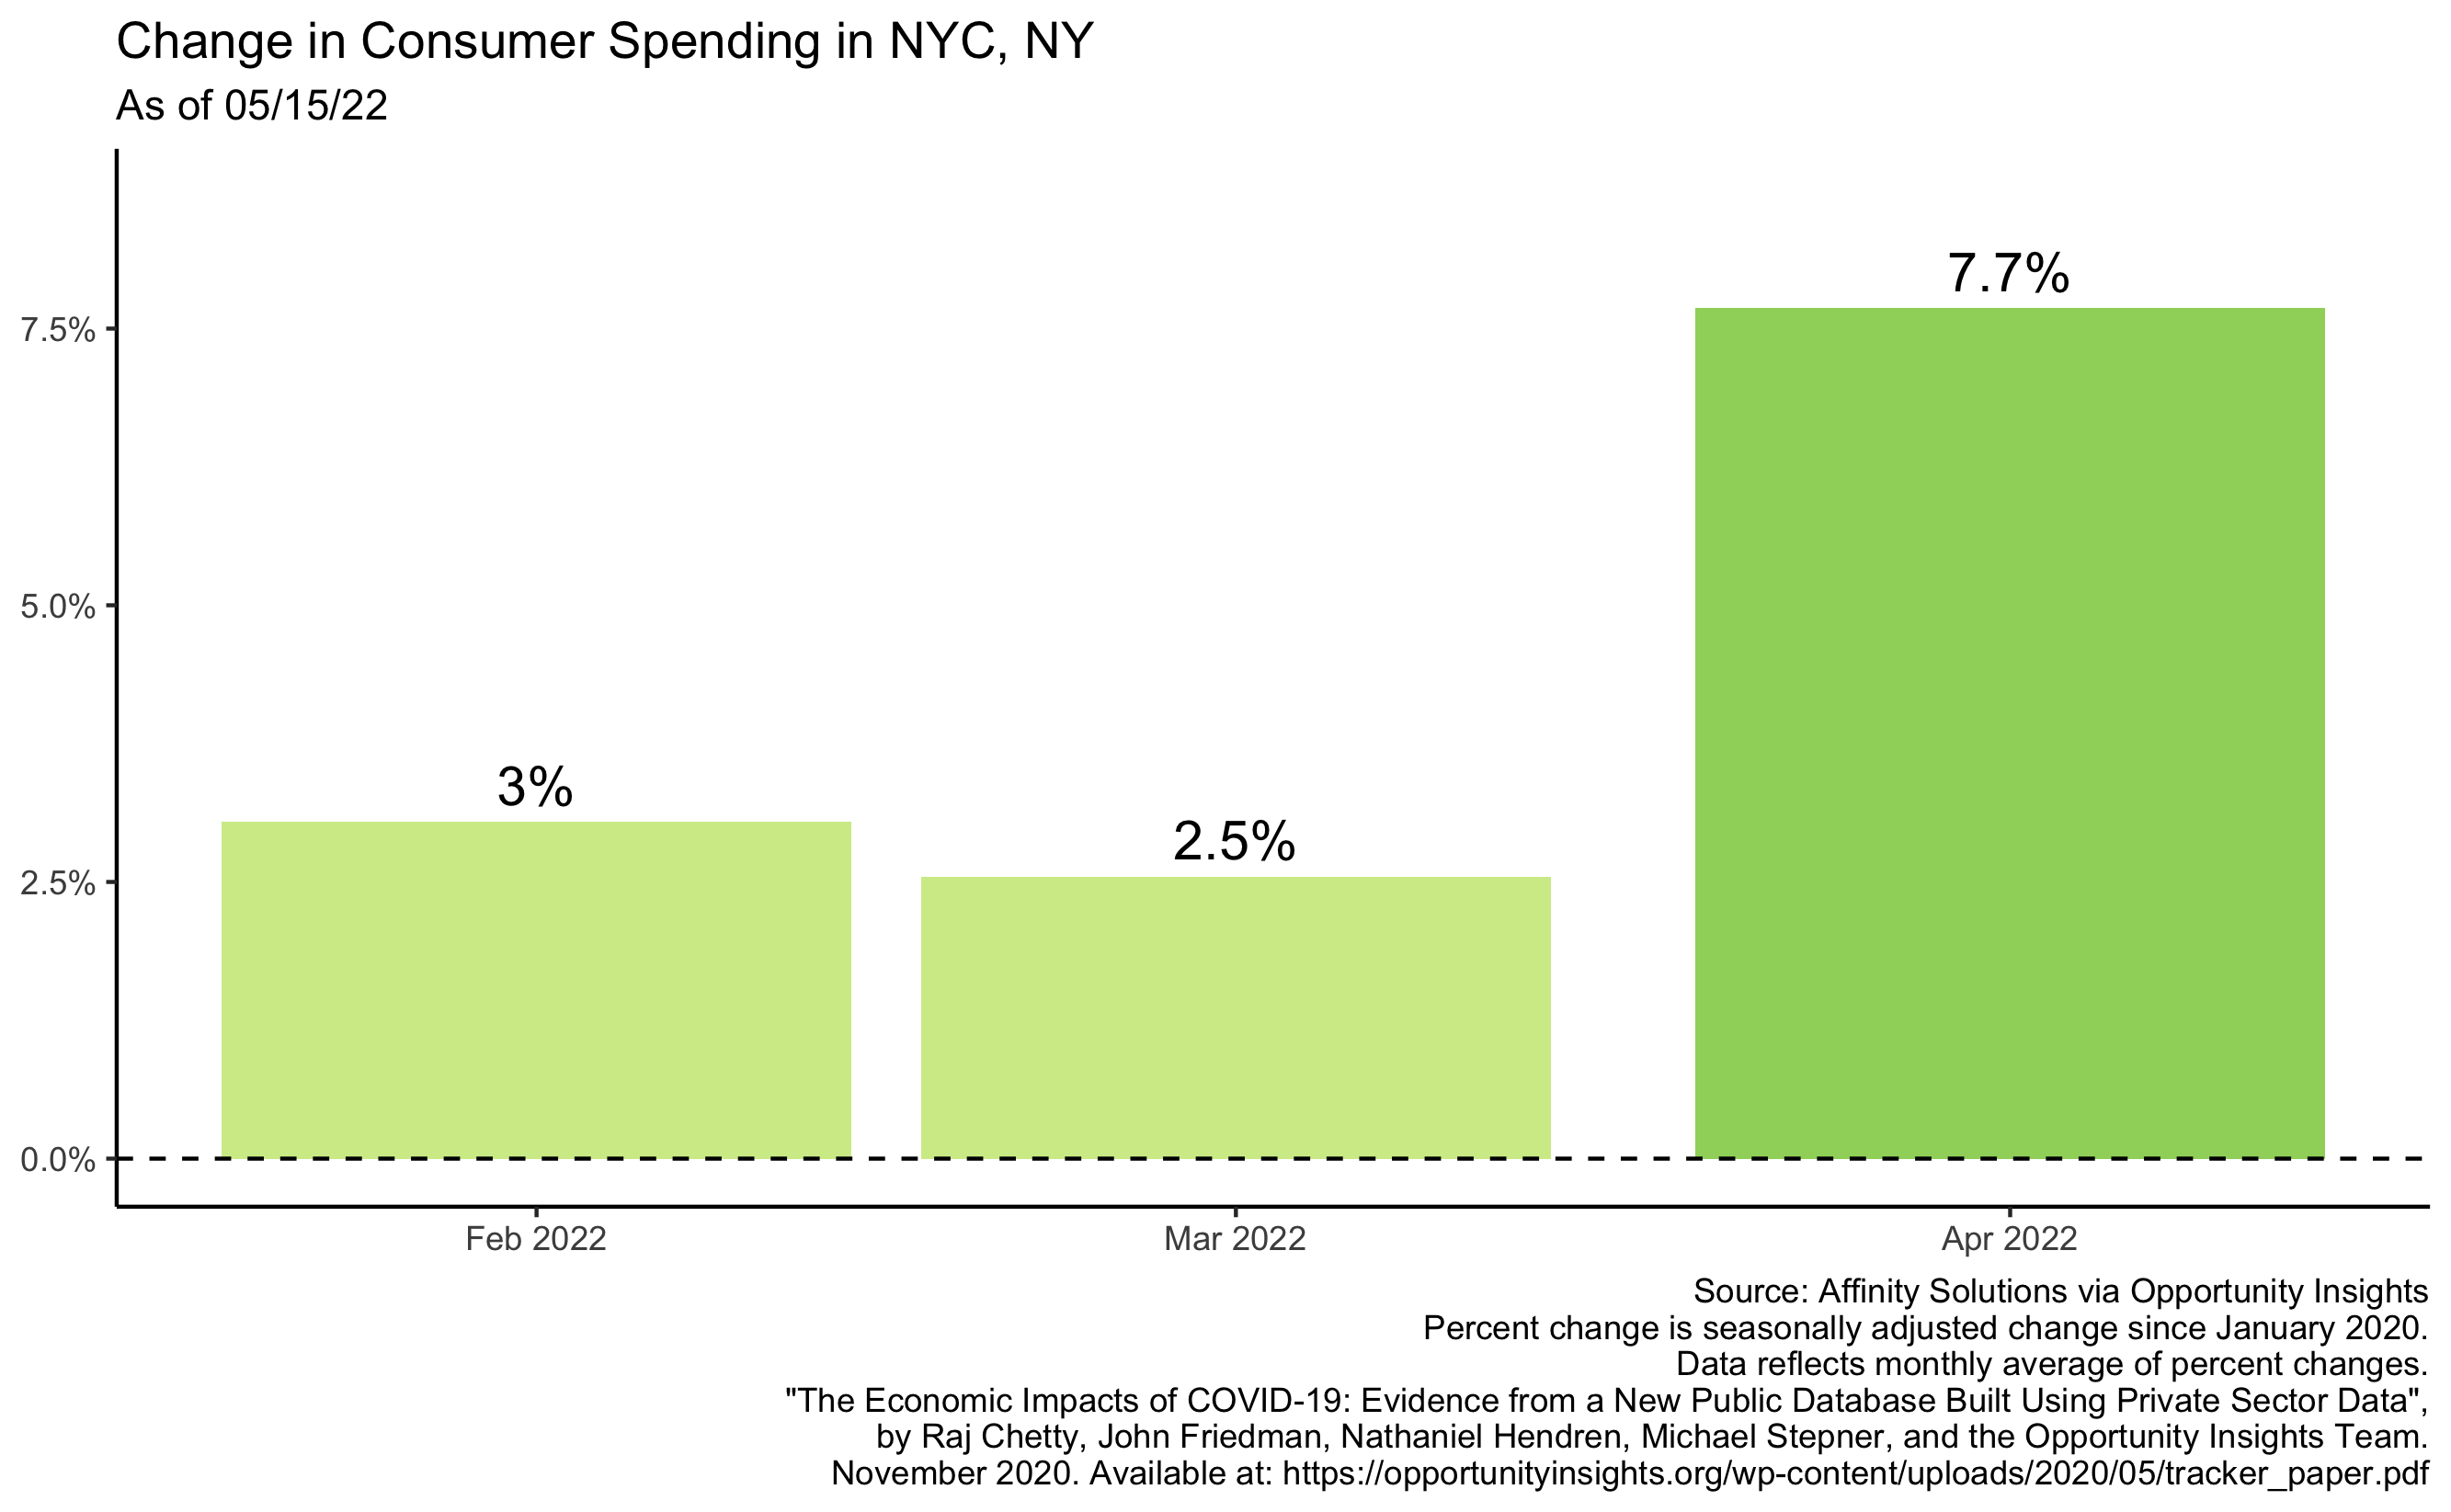 Change in Consumer Spending in NYC, NY
As of 05/15/22
7.7%
7.5%
5.0%
3%
2.5%
2.5%
0.0%
Feb 2022
Mar 2022
Apr 2022
Source: Affinity Solutions via Opportunity Insights
Percent change is seasonally adjusted change since January 2020.
Data reflects monthly average of percent changes.
"The Economic Impacts of COVID-19: Evidence from a New Public Database Built Using Private Sector Data",
by Raj Chetty, John Friedman, Nathaniel Hendren, Michael Stepner, and the Opportunity Insights Team.
November 2020. Available at: https://opportunityinsights.org/wp-content/uploads/2020/05/tracker_paper.pdf